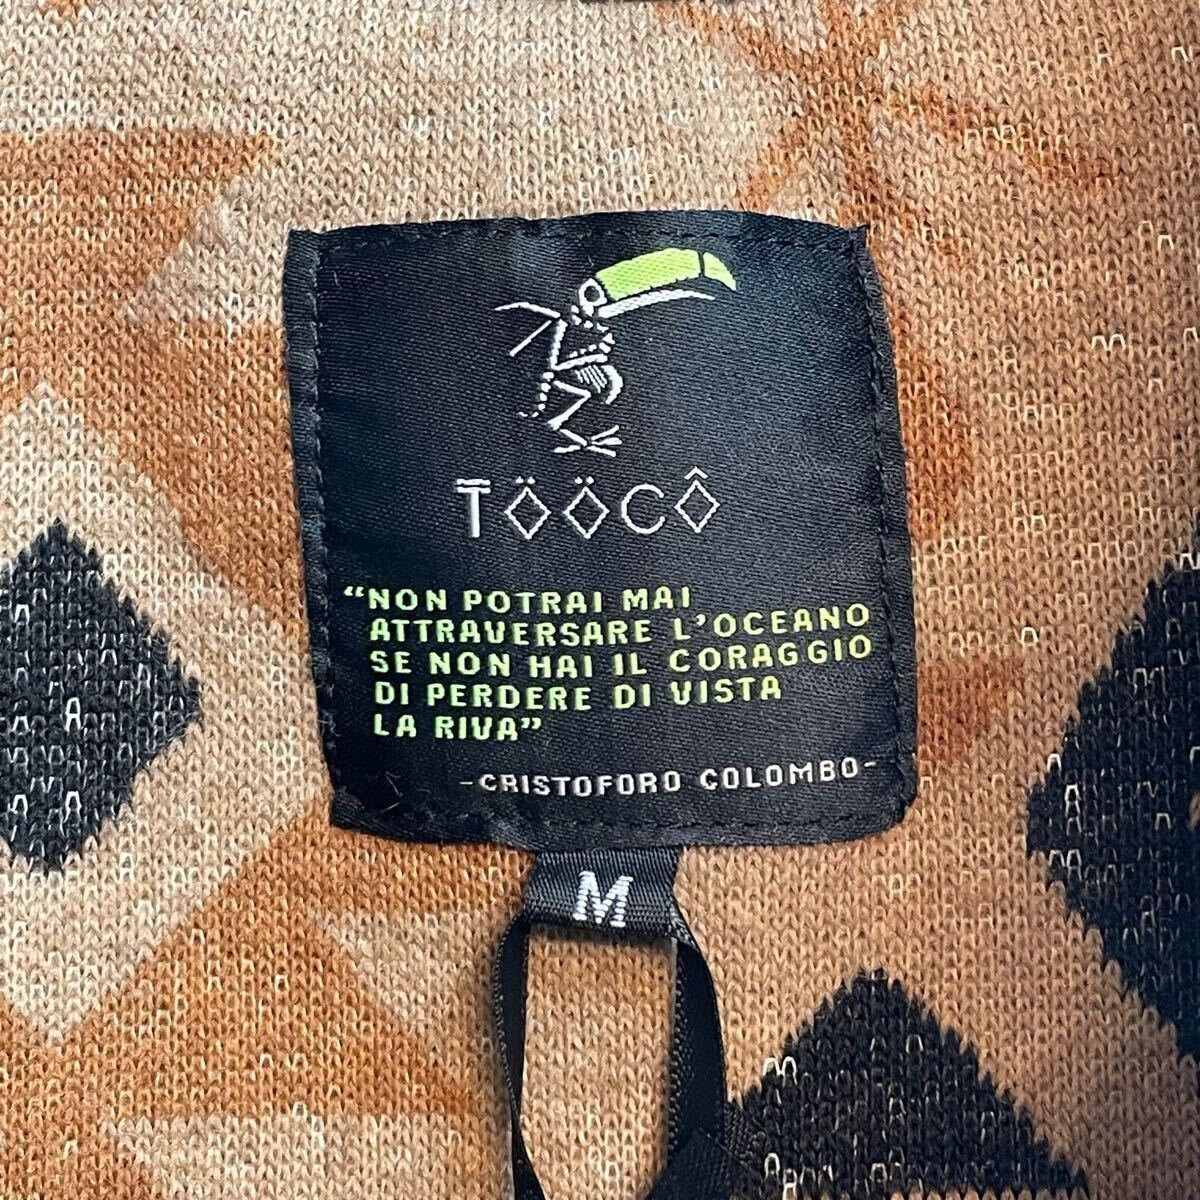 TÖÖCÔ
“NON POTRAI MAI
ATTRAVERSARE L’OCEANO
SE NON HAI IL CORAGGIO
DI PERDERE DI VISTA
LA RIVA”
-CRISTOFORO COLOMBO-
M